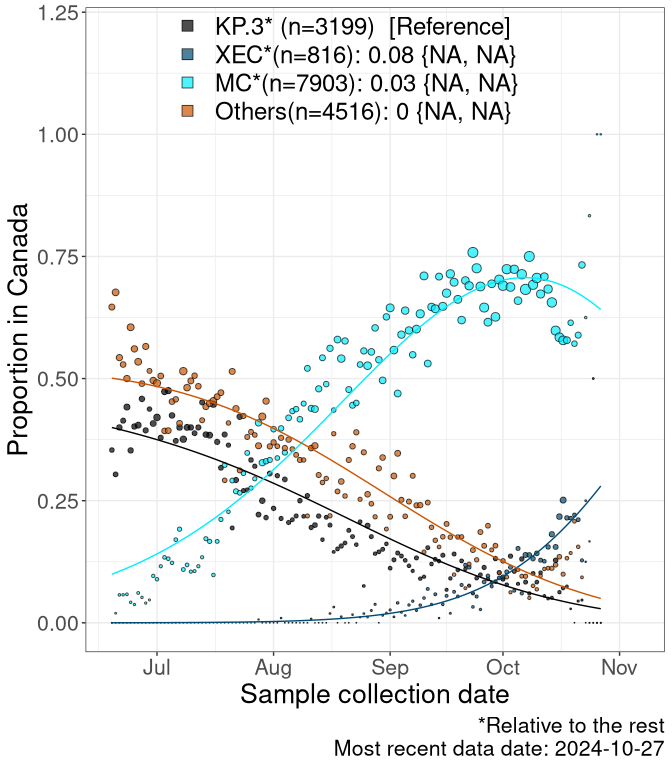 KP.3* (n=3199)  [Reference]
XEC*(n=816): 0.08 {NA, NA}
MC*(n=7903): 0.03 {NA, NA}
Others(n=4516): 0 {NA, NA}
1.25
1.00
0.75
0.50
0.25
0.00
Proportion in Canada
Jul Aug Sep Oct Nov
Sample collection date
*Relative to the rest
Most recent data date: 2024-10-27